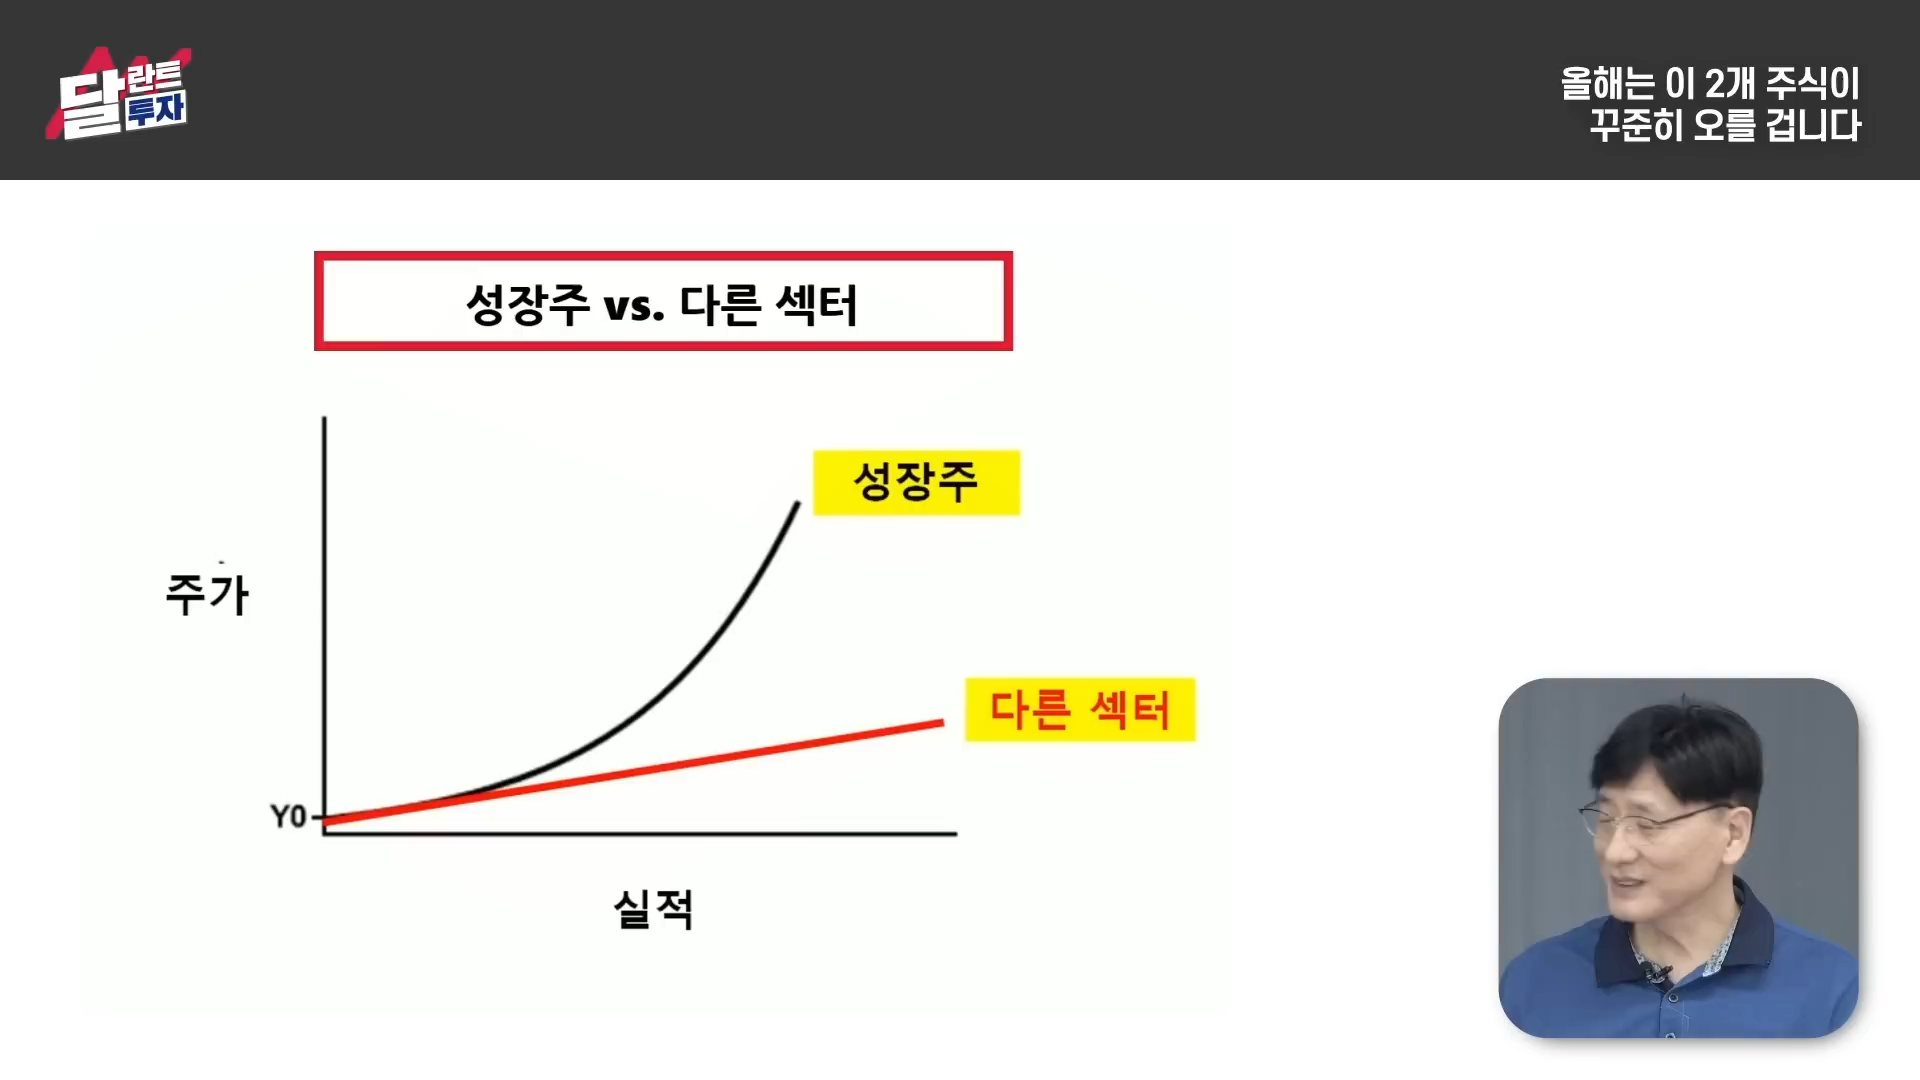 달란트
투자
올해는 이 2개 주식이
꾸준히 오를 겁니다
성장주 vs. 다른 섹터
성장주
주가
다른 섹터
Y0
실적